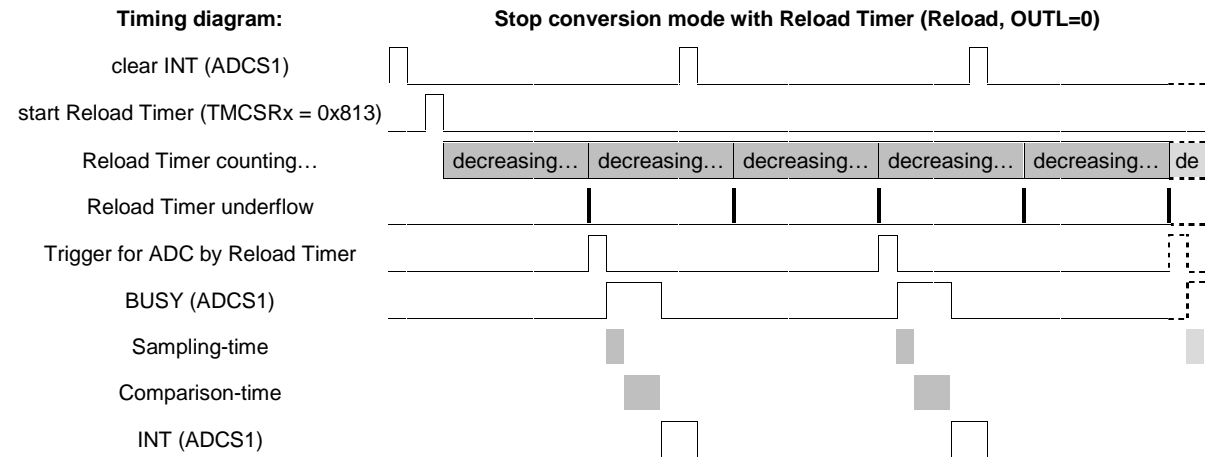 Timing diagram: Stop conversion mode with Reload Timer (Reload, OUTL=0)
clear INT (ADCS1)
start Reload Timer (TMCSRx = 0x813)
Reload Timer counting… decreasing… decreasing… decreasing… decreasing… decreasing… de
Reload Timer underflow
Trigger for ADC by Reload Timer
BUSY (ADCS1)
Sampling-time
Comparison-time
INT (ADCS1)